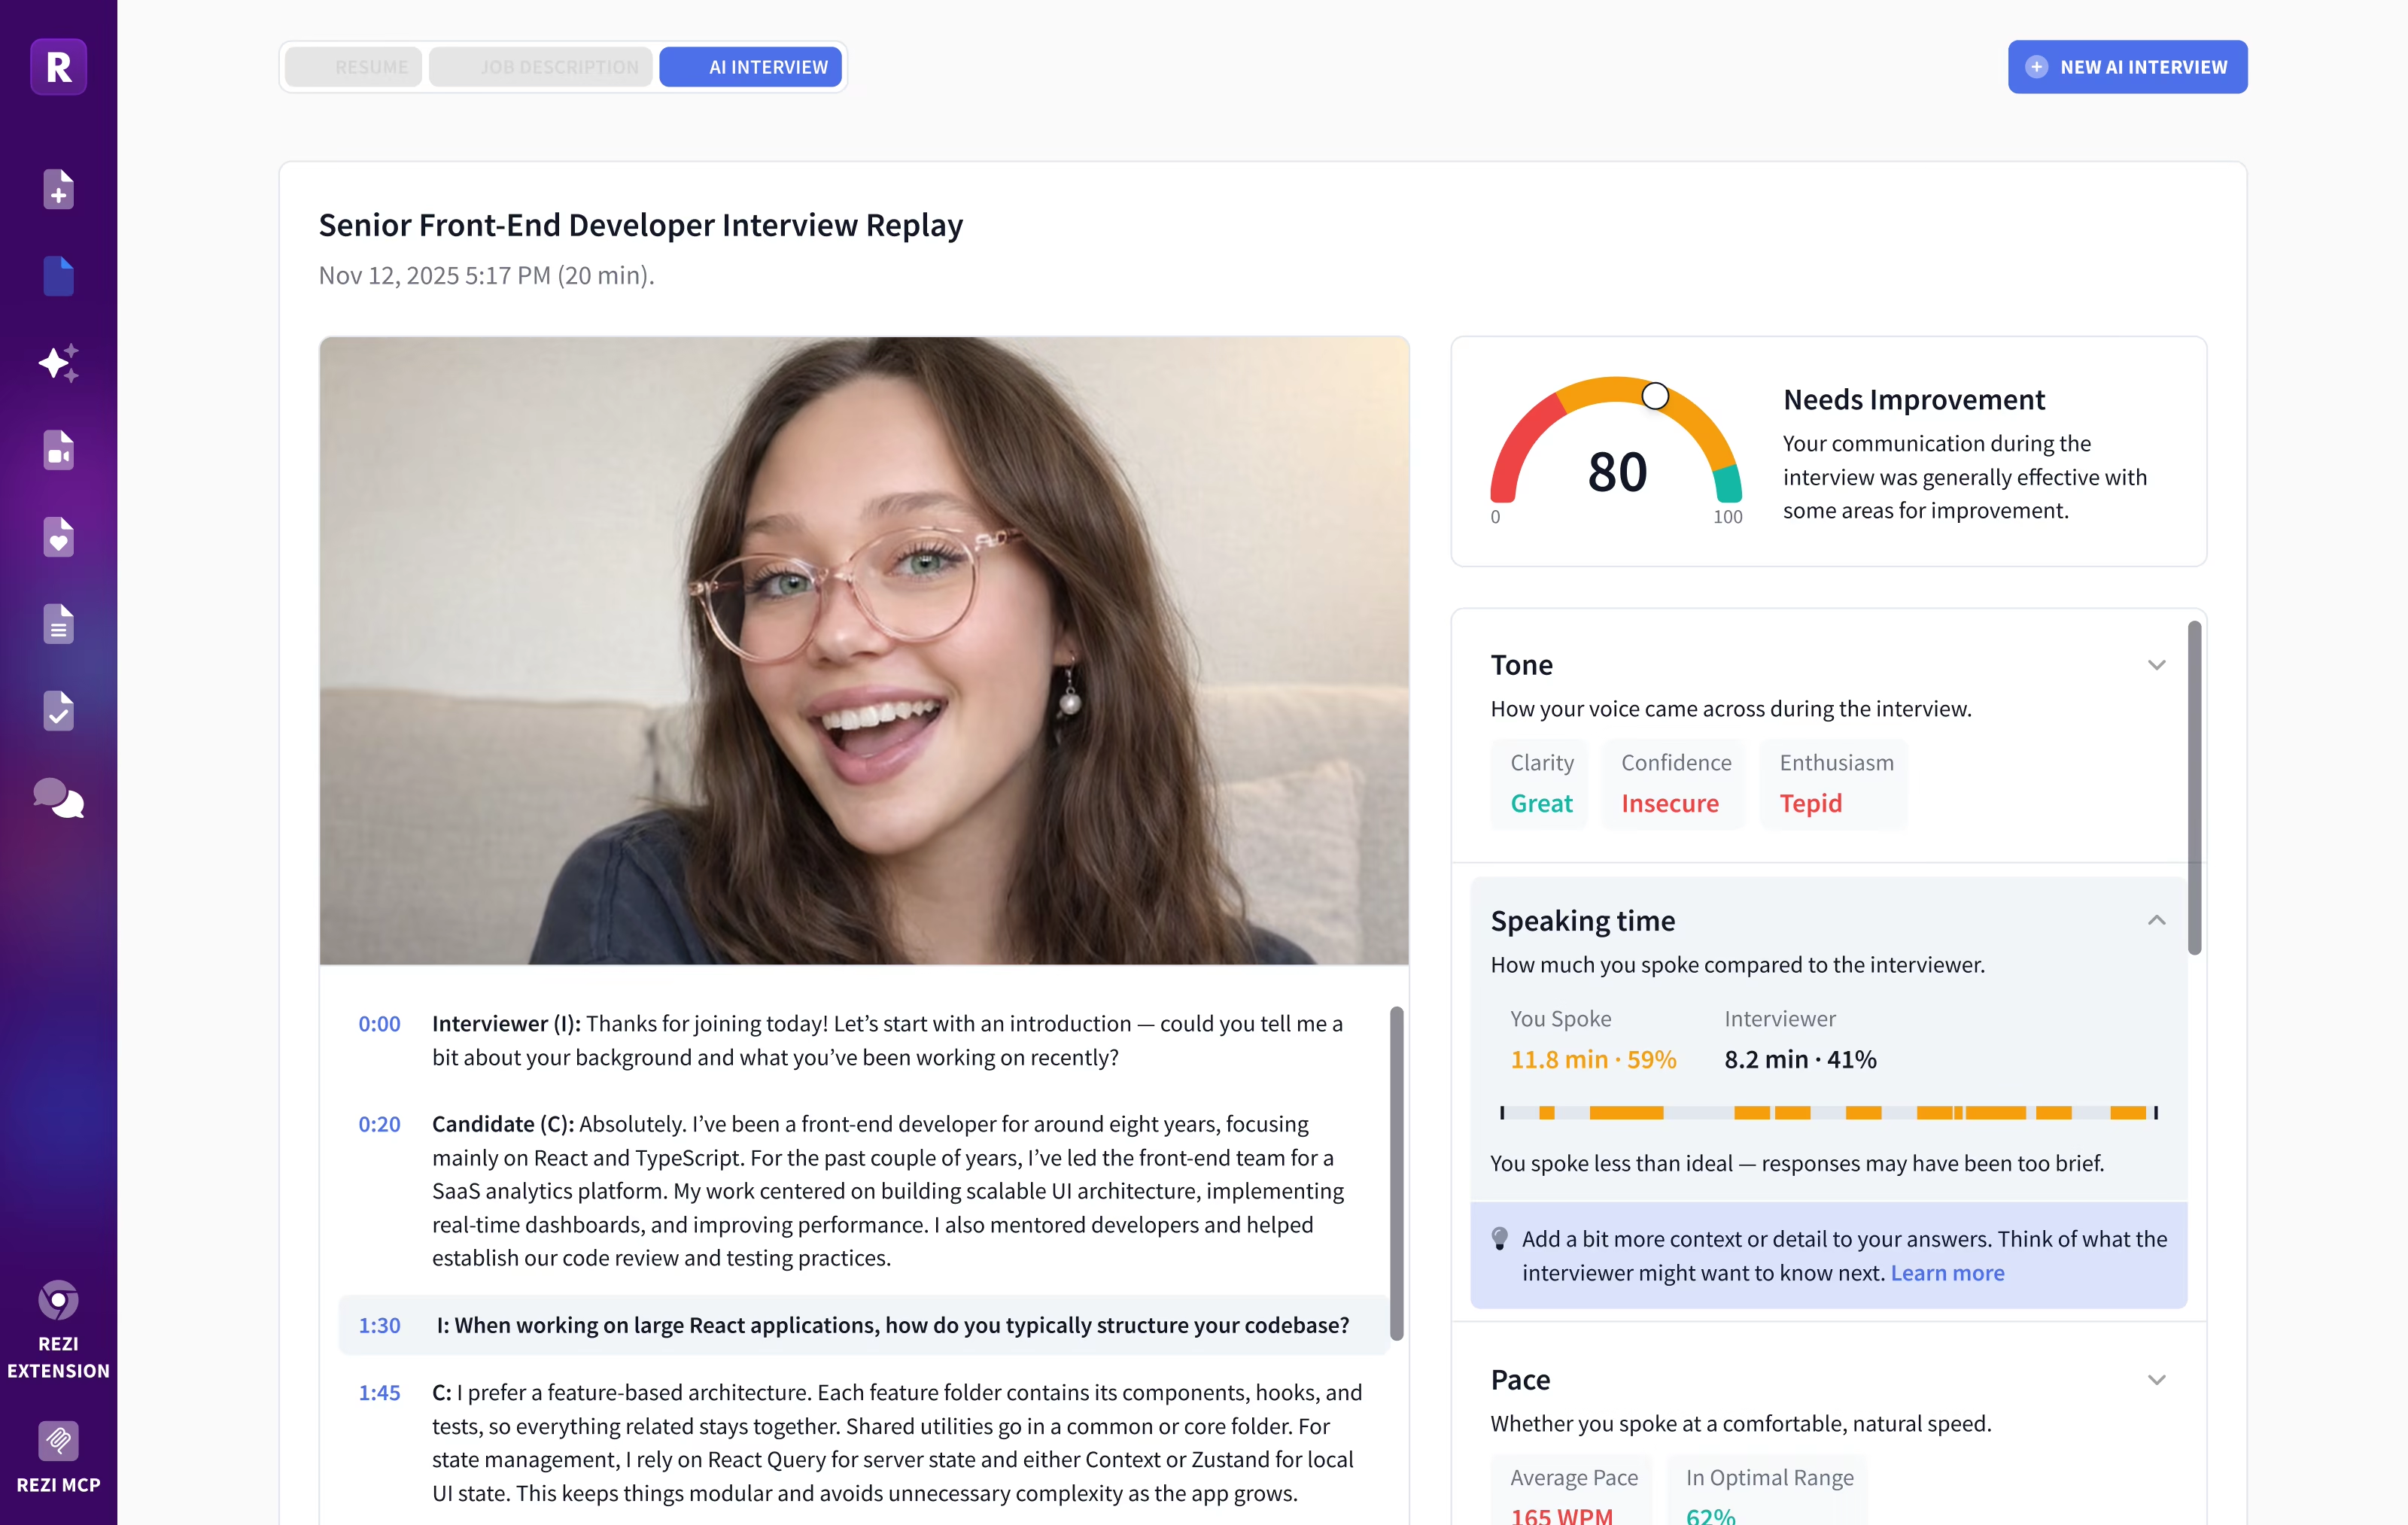 R
RESUME
JOB DESCRIPTION
AI INTERVIEW
NEW AI INTERVIEW
Senior Front-End Developer Interview Replay
Nov 12, 2025 5:17 PM (20 min).
80
0
100
Needs Improvement
Your communication during the
interview was generally effective with
some areas for improvement.
Tone
How your voice came across during the interview.
Clarity
Great
Confidence
Insecure
Enthusiasm
Tepid
Speaking time
How much you spoke compared to the interviewer.
You Spoke
11.8 min · 59%
Interviewer
8.2 min · 41%
You spoke less than ideal — responses may have been too brief.
Add a bit more context or detail to your answers. Think of what the
interviewer might want to know next. Learn more
Pace
Whether you spoke at a comfortable, natural speed.
Average Pace
165 WPM
In Optimal Range
62%
0:00 Interviewer (I): Thanks for joining today! Let’s start with an introduction — could you tell me a
bit about your background and what you’ve been working on recently?
0:20 Candidate (C): Absolutely. I’ve been a front-end developer for around eight years, focusing
mainly on React and TypeScript. For the past couple of years, I’ve led the front-end team for a
SaaS analytics platform. My work centered on building scalable UI architecture, implementing
real-time dashboards, and improving performance. I also mentored developers and helped
establish our code review and testing practices.
1:30 I: When working on large React applications, how do you typically structure your codebase?
1:45 C: I prefer a feature-based architecture. Each feature folder contains its components, hooks, and
tests, so everything related stays together. Shared utilities go in a common or core folder. For
state management, I rely on React Query for server state and either Context or Zustand for local
UI state. This keeps things modular and avoids unnecessary complexity as the app grows.
REZI
EXTENSION
REZI MCP